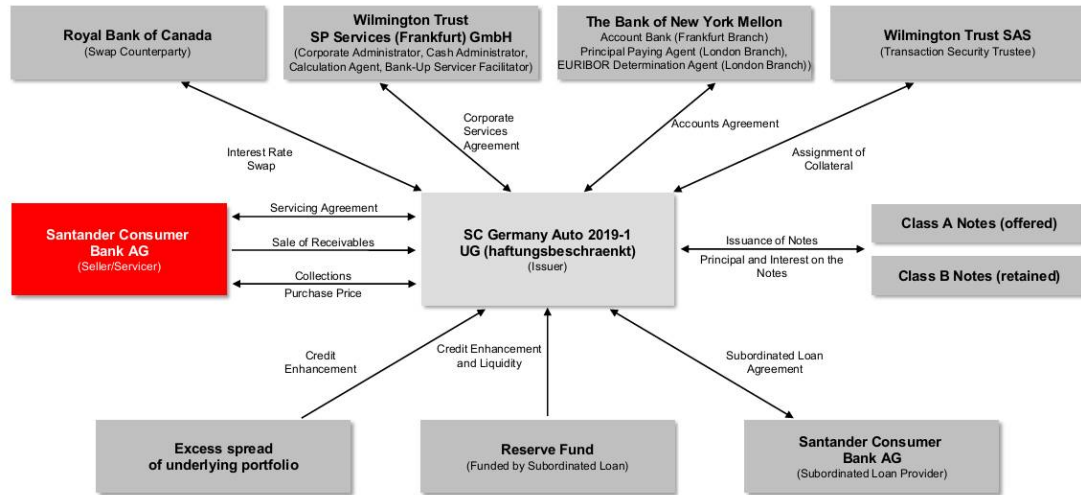 Royal Bank of Canada
(Swap Counterparty)
Wilmington Trust
SP Services (Frankfurt) GmbH
(Corporate Administrator, Cash Administrator,
Calculation Agent, Bank-Up Servicer Facilitator)
The Bank of New York Mellon
Account Bank (Frankfurt Branch)
Principal Paying Agent (London Branch),
EURIBOR Determination Agent (London Branch))
Wilmington Trust SAS
(Transaction Security Trustee)
Interest Rate
Swap
Corporate
Services
Agreement
Accounts Agreement
Assignment of
Collateral
Santander Consumer
Bank AG
(Seller/Servicer)
Servicing Agreement
Sale of Receivables
Collections
Purchase Price
SC Germany Auto 2019-1
UG (haftungsbeschraenkt)
(Issuer)
Issuance of Notes
Principal and Interest on the
Notes
Class A Notes (offered)
Class B Notes (retained)
Credit
Enhancement
Credit Enhancement
and Liquidity
Subordinated Loan
Agreement
Excess spread
of underlying portfolio
Reserve Fund
(Funded by Subordinated Loan)
Santander Consumer
Bank AG
(Subordinated Loan Provider)